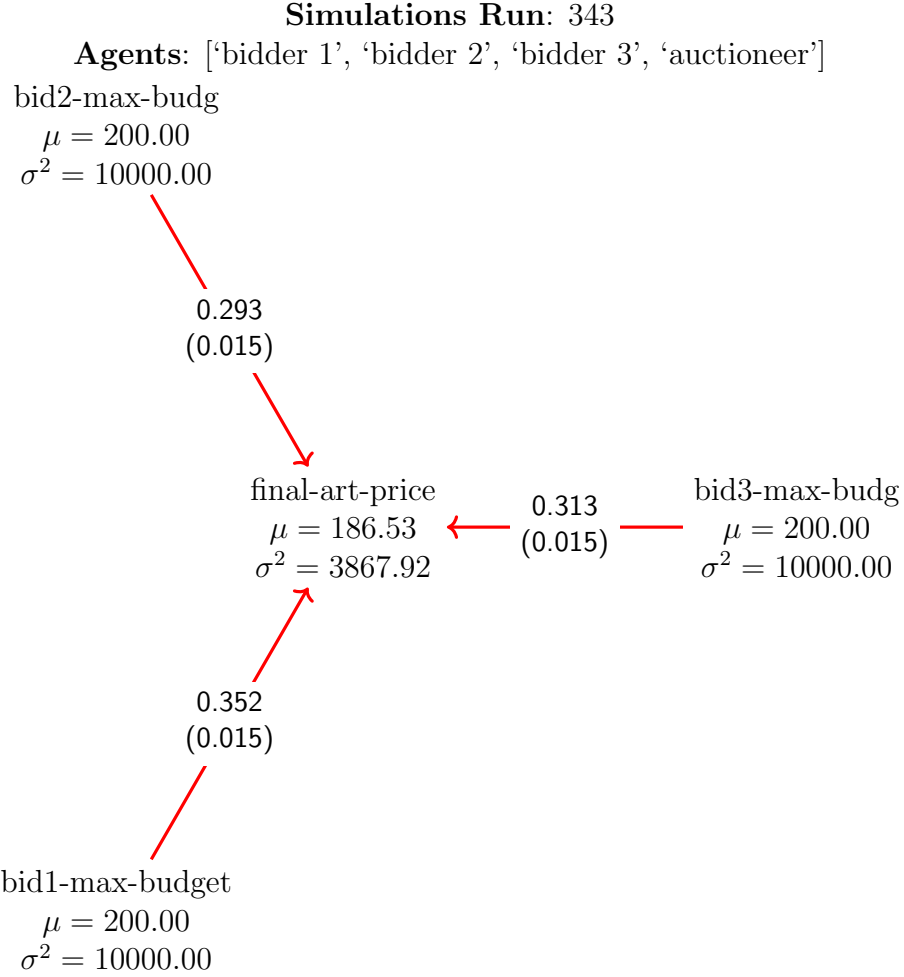 Simulations Run: 343
Agents: [‘bidder 1’, ‘bidder 2’, ‘bidder 3’, ‘auctioneer’]
bid2-max-budg
μ = 200.00
σ² = 10000.00
0.293
(0.015)
final-art-price
μ = 186.53
σ² = 3867.92
0.313
(0.015)
bid3-max-budg
μ = 200.00
σ² = 10000.00
0.352
(0.015)
bid1-max-budget
μ = 200.00
σ² = 10000.00